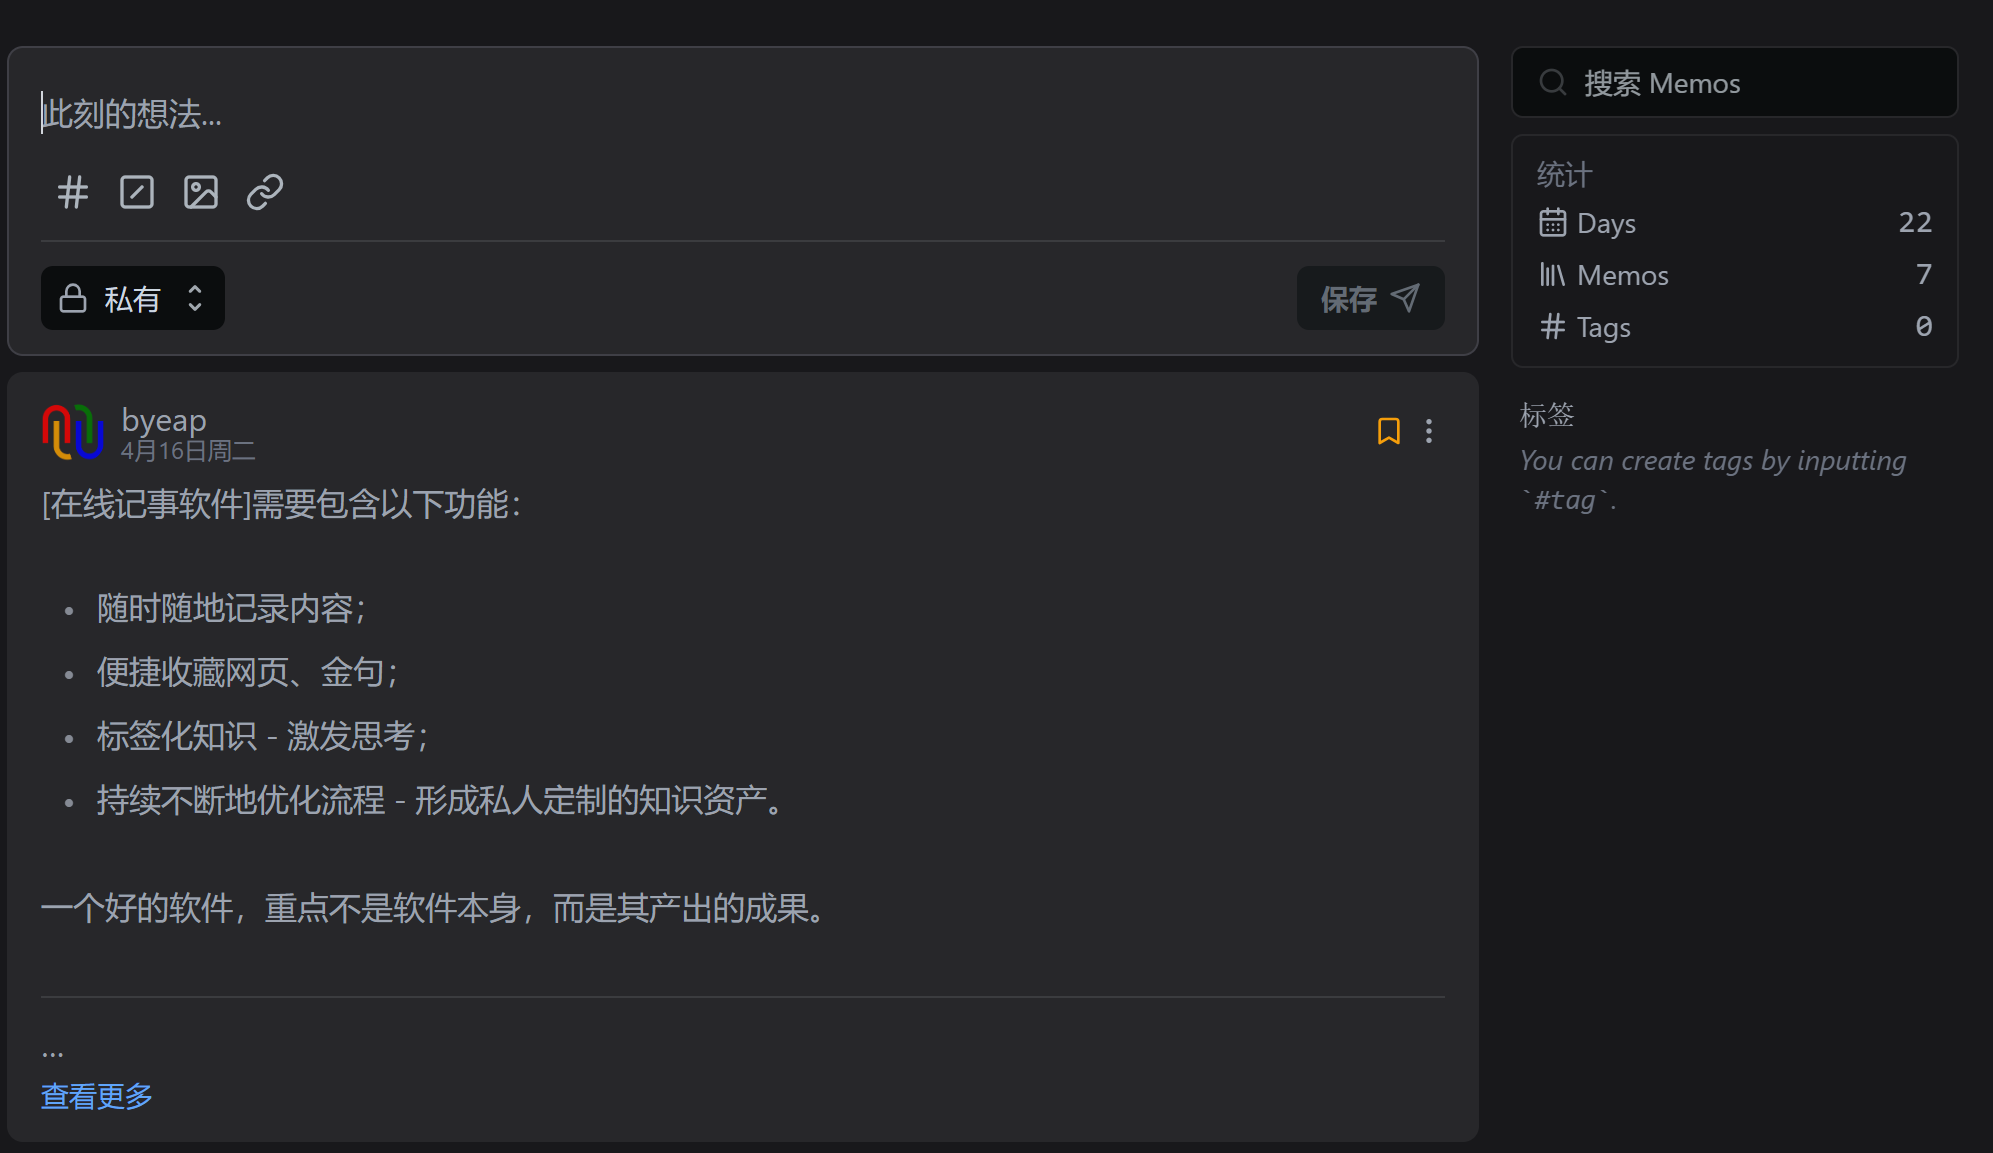 此刻的想法...
私有
保存
byeap
4月16日周二
[在线记事软件]需要包含以下功能：
• 随时随地记录内容；
• 便捷收藏网页、金句；
• 标签化知识 - 激发思考；
• 持续不断地优化流程 - 形成私人定制的知识资产。
一个好的软件，重点不是软件本身，而是其产出的成果。
...
查看更多
搜索 Memos
统计
Days 22
Memos 7
Tags 0
标签
You can create tags by inputting
`#tag`.